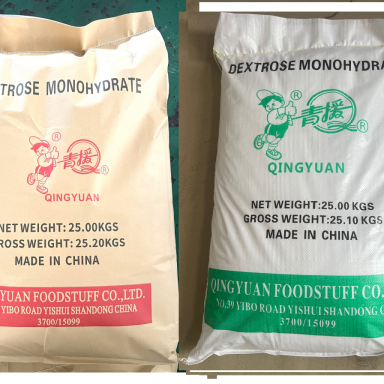 TROSE MONOHYDRATE
®
青援
®
QINGYUAN
NET WEIGHT: 25.00KGS
ROSS WEIGHT: 25.20KGS
MADE IN CHINA
YUAN FOODSTUFF CO.,LTD.
YIBO ROAD YISHUI SHANDONG CHINA
3700/15099
DEXTROSE MONOHYDRA
®
青援
®
QINGYUAN
NET WEIGHT:25.00 KGS
GROSS WEIGHT:25.10 KGS
MADE IN CHINA
QINGYUAN FOODSTUFF CO.
NO.39 YIBO ROAD YISHUI SHANDONG CH
3700/15099